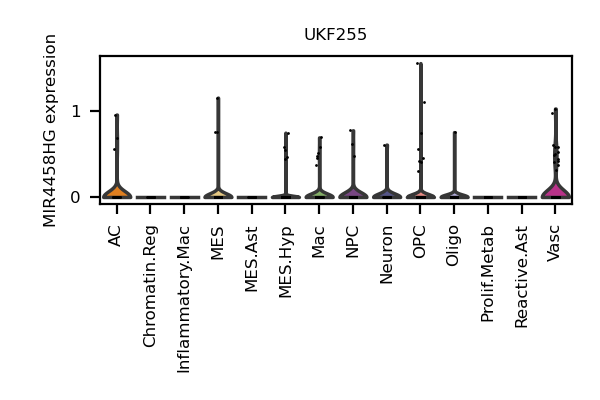 UKF255
MIR4458HG expression
1
0
AC
Chromatin.Reg
Inflammatory.Mac
MES
MES.Ast
MES.Hyp
Mac
NPC
Neuron
OPC
Oligo
Prolif.Metab
Reactive.Ast
Vasc